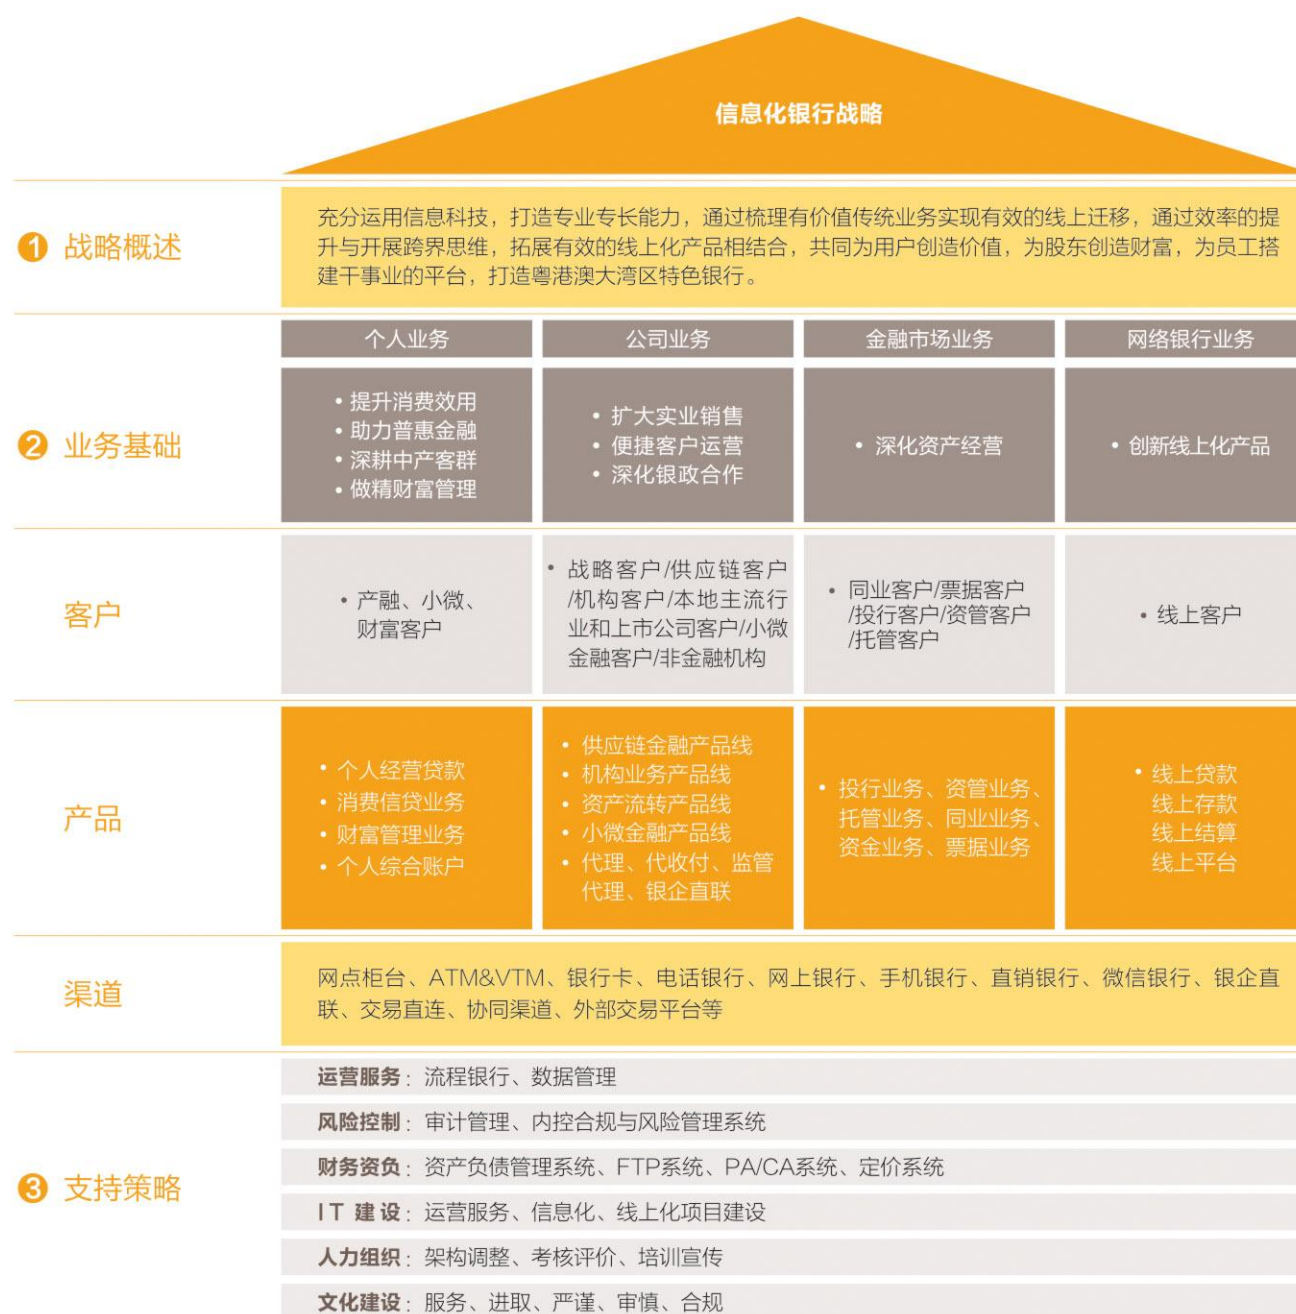 信息化银行战略
❶ 战略概述
充分运用信息科技，打造专业专长能力，通过梳理有价值传统业务实现有效的线上迁移，通过效率的提
升与开展跨界思维，拓展有效的线上化产品相结合，共同为用户创造价值，为股东创造财富，为员工搭
建干事业的平台，打造粤港澳大湾区特色银行。
❷ 业务基础
个人业务
• 提升消费效用
• 助力普惠金融
• 深耕中产客群
• 做精财富管理
公司业务
• 扩大实业销售
• 便捷客户运营
• 深化银政合作
金融市场业务
• 深化资产经营
网络银行业务
• 创新线上化产品
客户
• 产融、小微、
财富客户
• 战略客户/供应链客户
/机构客户/本地主流行
业和上市公司客户/小微
金融客户/非金融机构
• 同业客户/票据客户
/投行客户/资管客户
/托管客户
• 线上客户
产品
• 个人经营贷款
• 消费信贷业务
• 财富管理业务
• 个人综合账户
• 供应链金融产品线
• 机构业务产品线
• 资产流转产品线
• 小微金融产品线
• 代理、代收付、监管
代理、银企直联
• 投行业务、资管业务、
托管业务、同业业务、
资金业务、票据业务
• 线上贷款
线上存款
线上结算
线上平台
渠道
网点柜台、ATM&VTM、银行卡、电话银行、网上银行、手机银行、直销银行、微信银行、银企直
联、交易直连、协同渠道、外部交易平台等
❸ 支持策略
运营服务：流程银行、数据管理
风险控制：审计管理、内控合规与风险管理系统
财务资负：资产负债管理系统、FTP系统、PA/CA系统、定价系统
IT 建设：运营服务、信息化、线上化项目建设
人力组织：架构调整、考核评价、培训宣传
文化建设：服务、进取、严谨、审慎、合规